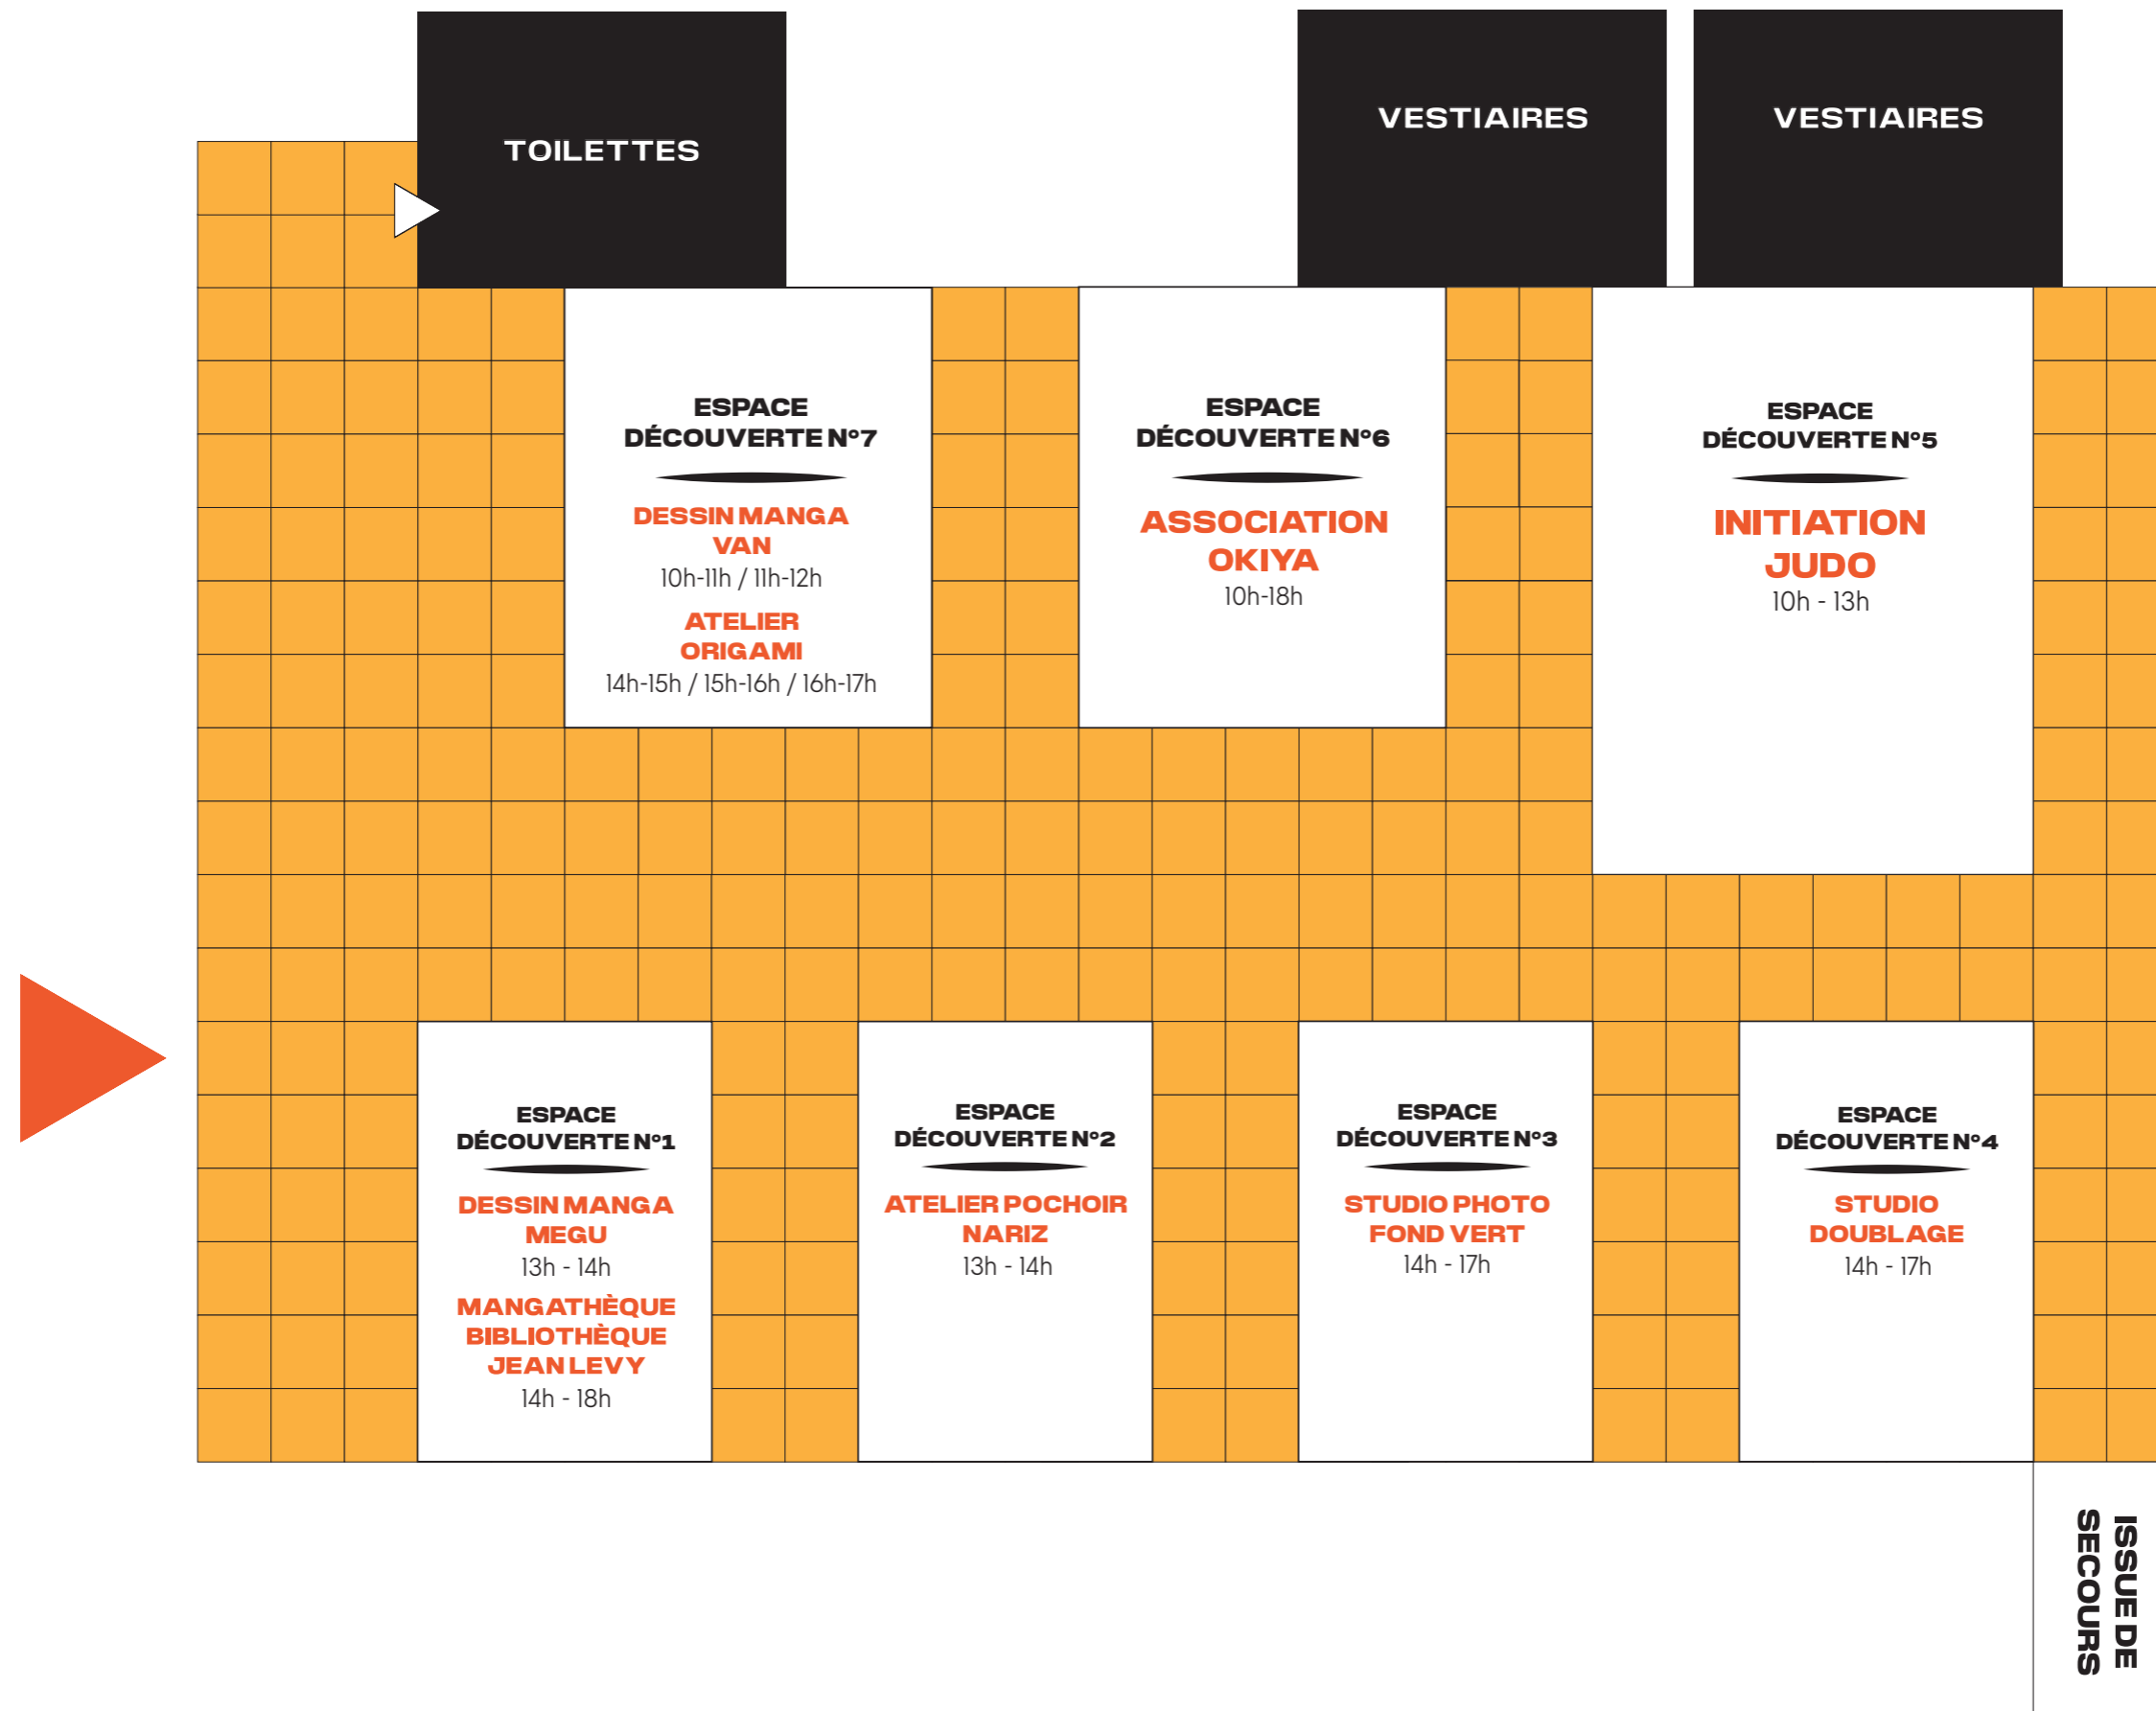 TOILETTES
VESTIAIRES
VESTIAIRES
ESPACE
DÉCOUVERTE N°7
DESSIN MANGA
VAN
10h-11h / 11h-12h
ATELIER
ORIGAMI
14h-15h / 15h-16h / 16h-17h
ESPACE
DÉCOUVERTE N°6
ASSOCIATION
OKIYA
10h-18h
ESPACE
DÉCOUVERTE N°5
INITIATION
JUDO
10h - 13h
ESPACE
DÉCOUVERTE N°1
DESSIN MANGA
MEGU
13h - 14h
MANGATHÈQUE
BIBLIOTHÈQUE
JEAN LEVY
14h - 18h
ESPACE
DÉCOUVERTE N°2
ATELIER POCHOIR
NARIZ
13h - 14h
ESPACE
DÉCOUVERTE N°3
STUDIO PHOTO
FOND VERT
14h - 17h
ESPACE
DÉCOUVERTE N°4
STUDIO
DOUBLAGE
14h - 17h
ISSUE DE
SECOURS